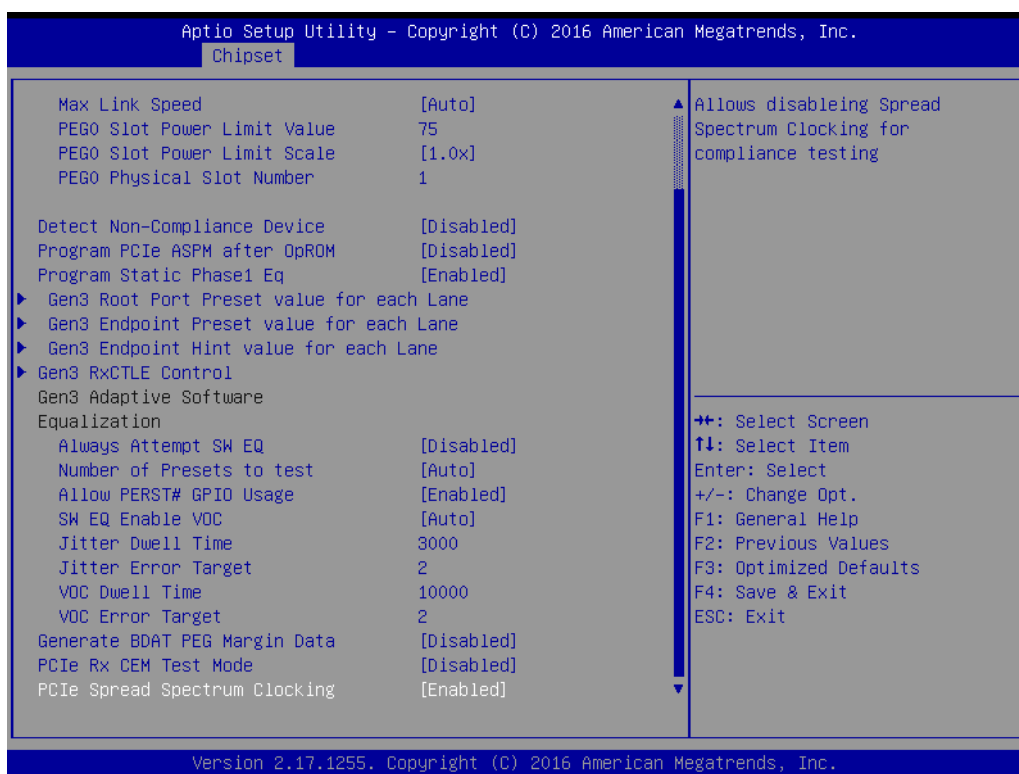 Aptio Setup Utility – Copyright (C) 2016 American Megatrends, Inc.
Chipset
Max Link Speed [Auto]
PEG0 Slot Power Limit Value 75
PEG0 Slot Power Limit Scale [1.0x]
PEG0 Physical Slot Number 1
Detect Non-Compliance Device [Disabled]
Program PCIe ASPM after OpROM [Disabled]
Program Static Phase1 Eq [Enabled]
Gen3 Root Port Preset value for each Lane
Gen3 Endpoint Preset value for each Lane
Gen3 Endpoint Hint value for each Lane
Gen3 RxCTLE Control
Gen3 Adaptive Software
Equalization
Always Attempt SW EQ [Disabled]
Number of Presets to test [Auto]
Allow PERST# GPIO Usage [Enabled]
SW EQ Enable VOC [Auto]
Jitter Dwell Time 3000
Jitter Error Target 2
VOC Dwell Time 10000
VOC Error Target 2
Generate BDAT PEG Margin Data [Disabled]
PCIe Rx CEM Test Mode [Disabled]
PCIe Spread Spectrum Clocking [Enabled]
Allows disableing Spread
Spectrum Clocking for
compliance testing
→←: Select Screen
↑↓: Select Item
Enter: Select
+/-: Change Opt.
F1: General Help
F2: Previous Values
F3: Optimized Defaults
F4: Save & Exit
ESC: Exit
Version 2.17.1255. Copyright (C) 2016 American Megatrends, Inc.